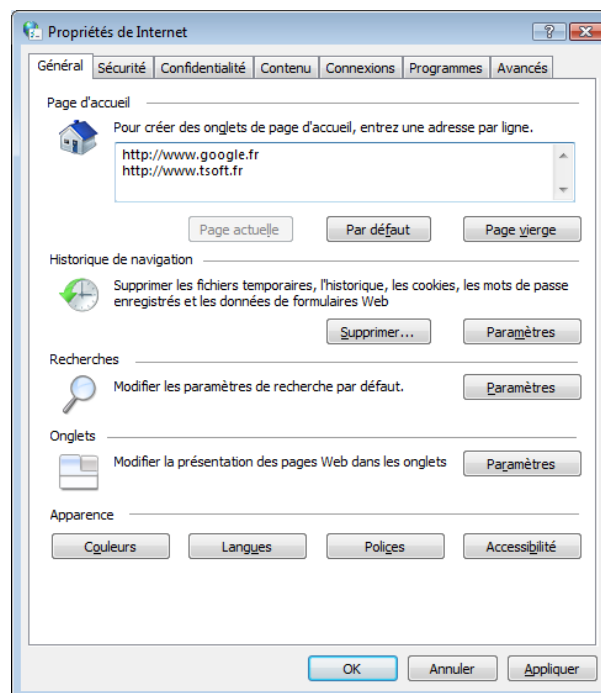 Propriétés de Internet
Général Sécurité Confidentialité Contenu Connexions Programmes Avancés
Page d'accueil
Pour créer des onglets de page d'accueil, entrez une adresse par ligne.
http://www.google.fr
http://www.tsoft.fr
Page actuelle Par défaut Page vierge
Historique de navigation
Supprimer les fichiers temporaires, l'historique, les cookies, les mots de passe
enregistrés et les données de formulaires Web
Supprimer... Paramètres
Recherches
Modifier les paramètres de recherche par défaut. Paramètres
Onglets
Modifier la présentation des pages Web dans les onglets Paramètres
Apparence
Couleurs Langues Polices Accessibilité
OK Annuler Appliquer